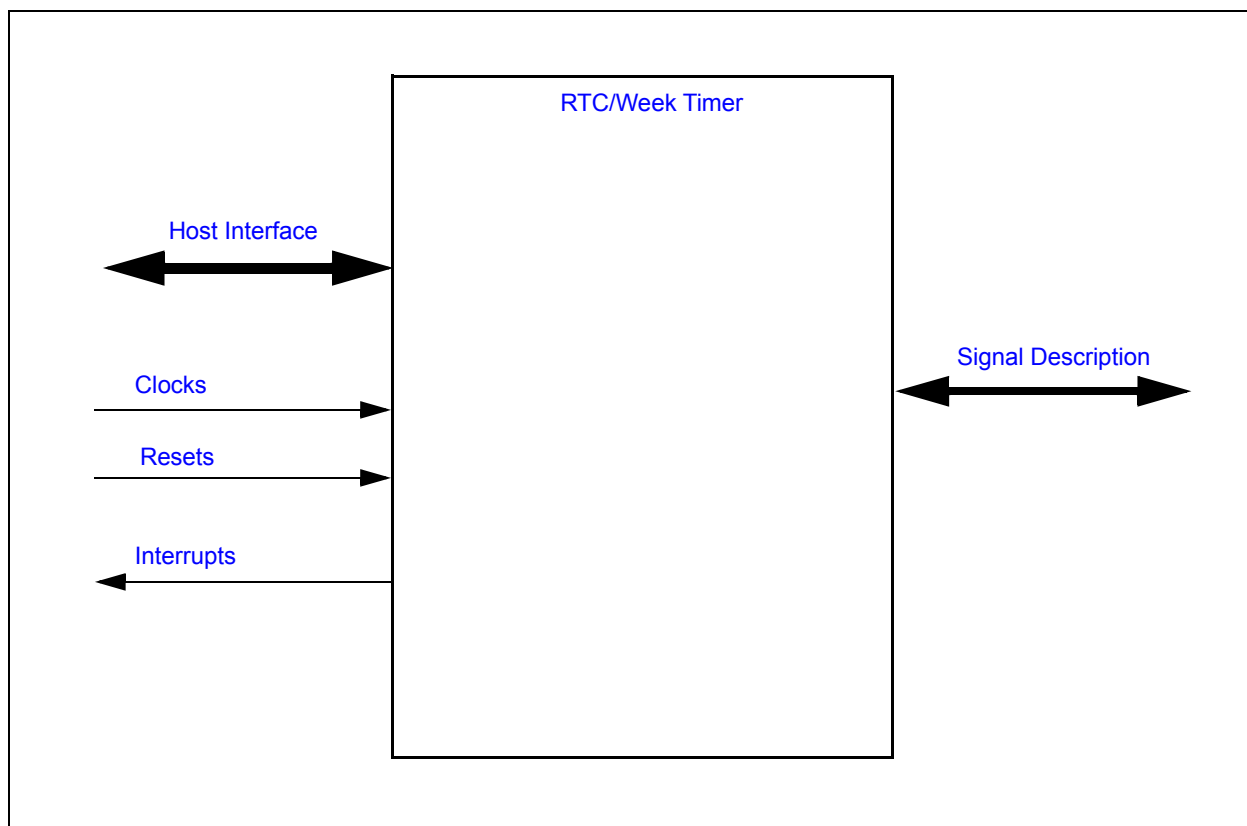 RTC/Week Timer
Host Interface
Signal Description
Clocks
Resets
Interrupts